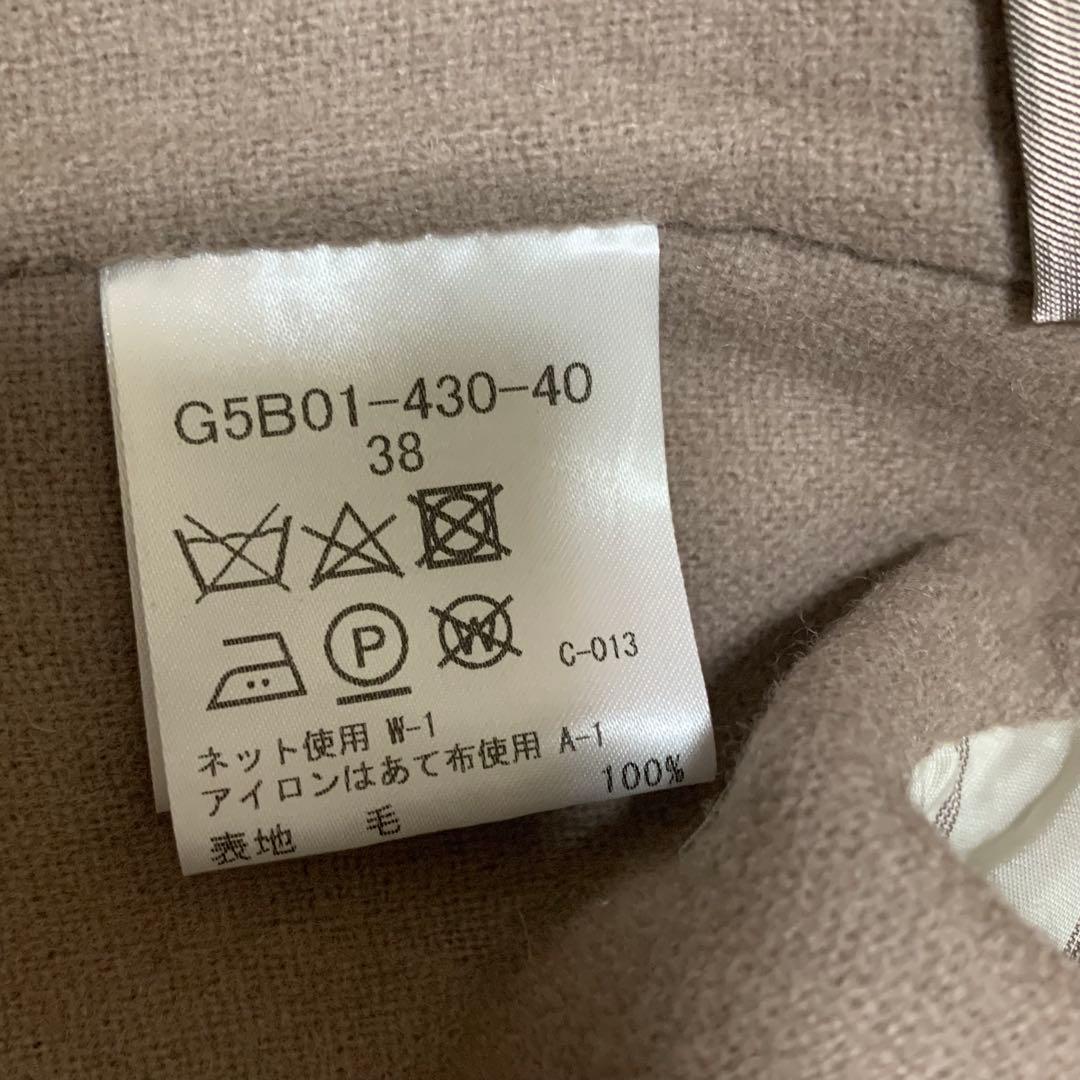 G5B01-430-40
38
P W C-013
ネット使用 W-1
アイロンはあて布使用 A-1
表地 毛 100%